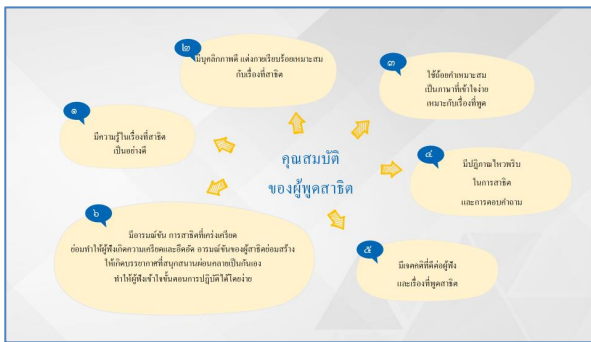 คุณสมบัติ
ของผู้พูดสาธิต
๑
มีความรู้ในเรื่องที่สาธิต
เป็นอย่างดี
๒
มีบุคลิกภาพดี แต่งกายเรียบร้อยเหมาะสม
กับเรื่องที่สาธิต
๓
ใช้ถ้อยคำเหมาะสม
เป็นภาษาที่เข้าใจง่าย
เหมาะกับเรื่องที่พูด
๔
มีปฏิภาณไหวพริบ
ในการสาธิต
และการตอบคำถาม
๕
มีเจตคติที่ดีต่อผู้ฟัง
และเรื่องที่พูดสาธิต
๖
มีอารมณ์ขัน การสาธิตที่เคร่งเครียด
ย่อมทำให้ผู้ฟังเกิดความเครียดและอึดอัด อารมณ์ขันของผู้สาธิตย่อมสร้าง
ให้เกิดบรรยากาศที่สนุกสนานผ่อนคลายเป็นกันเอง
ทำให้ผู้ฟังเข้าใจขั้นตอนการปฏิบัติได้โดยง่าย